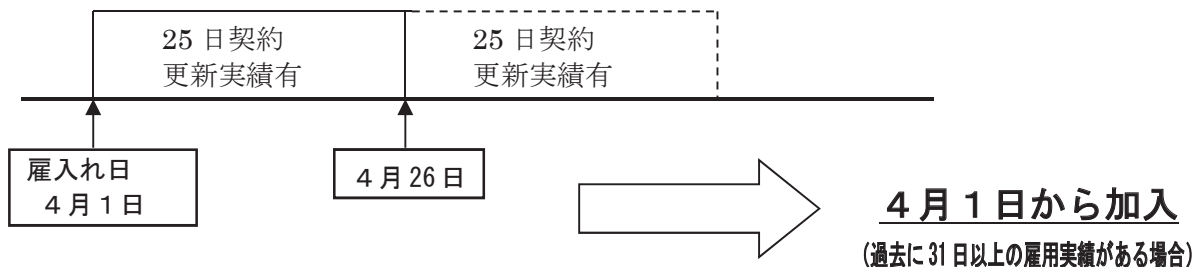 25 日契約
更新実績有
25 日契約
更新実績有
雇入れ日
４月１日
４月 26 日
４月１日から加入
(過去に 31 日以上の雇用実績がある場合)